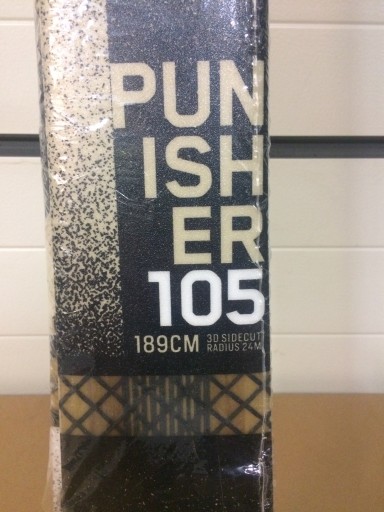 PUN
ISH
ER
105
189CM 3D SIDECUT
RADIUS 24M